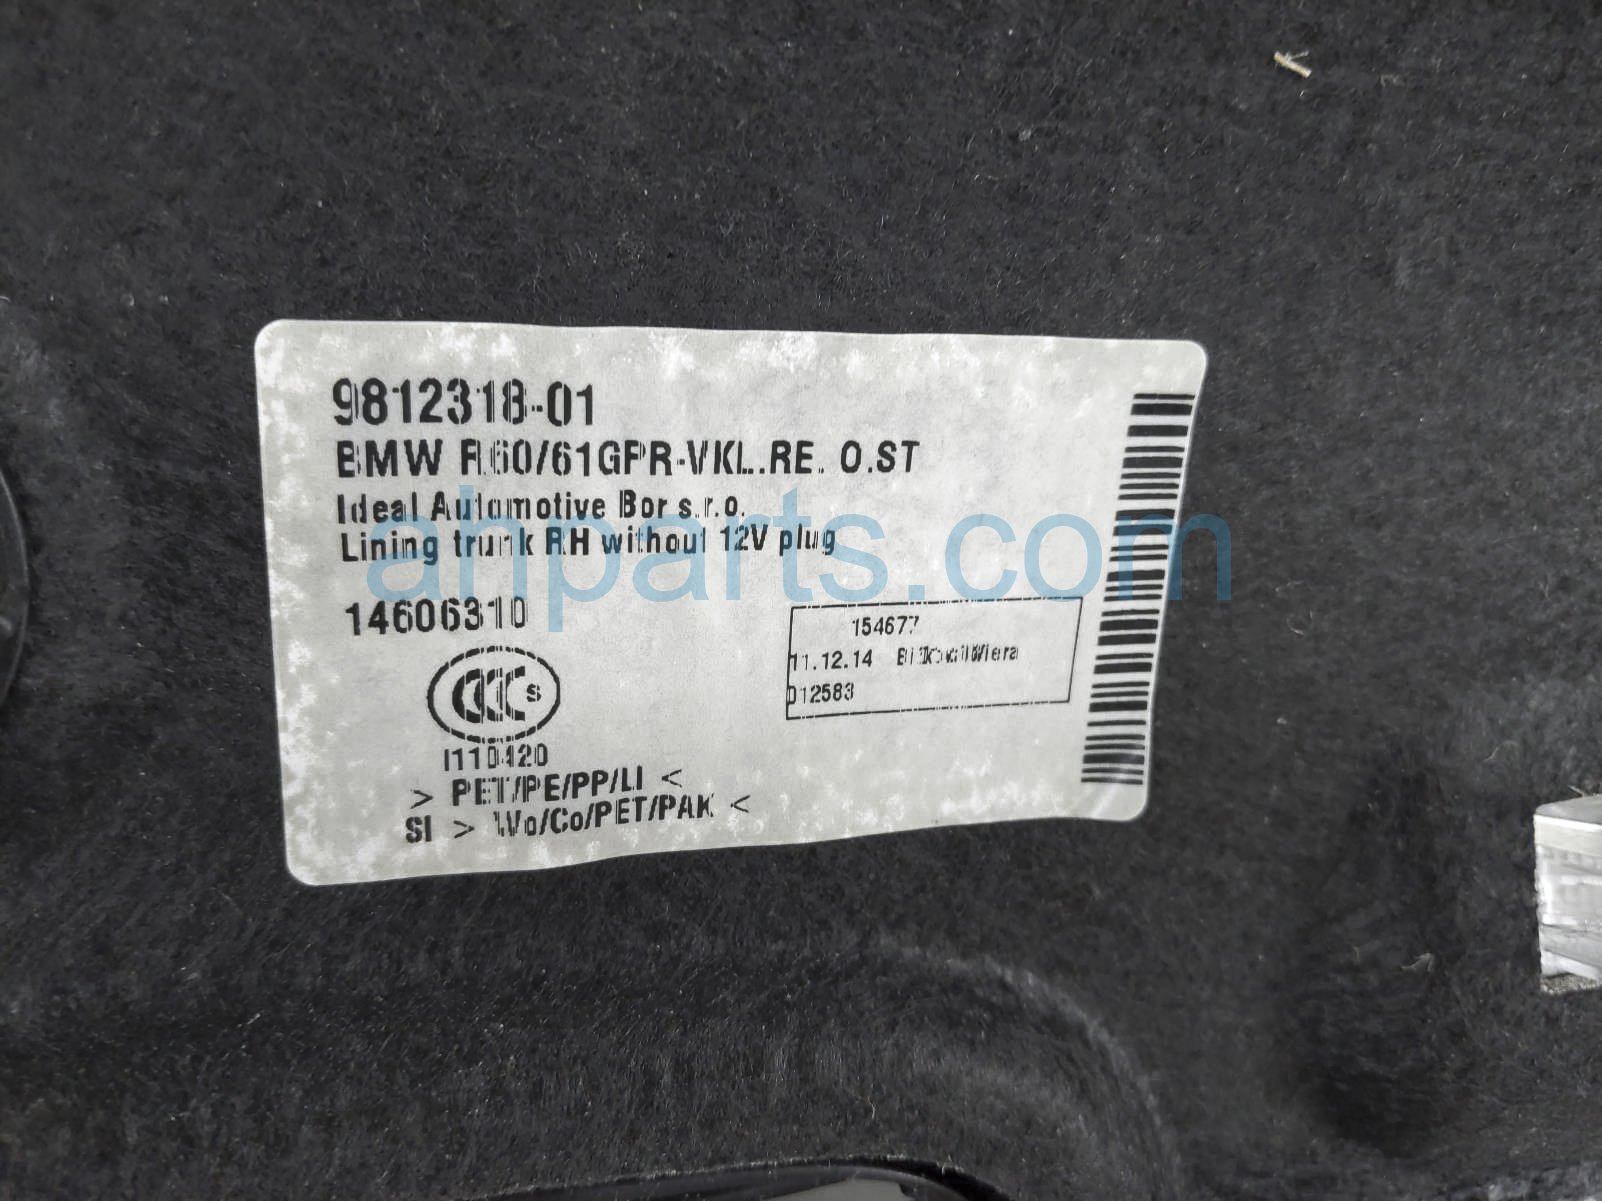 9812318-01
BMW R60/61GPR-VKL..RE. O.ST
Ideal Automotive Bor s.r.o.
Lining trunk RH without 12V plug
ahparts.com
14606310
154677
11.12.14
D12583
S
I110420
> PET/PE/PP/LI <
SI > Wo/Co/PET/PAK <